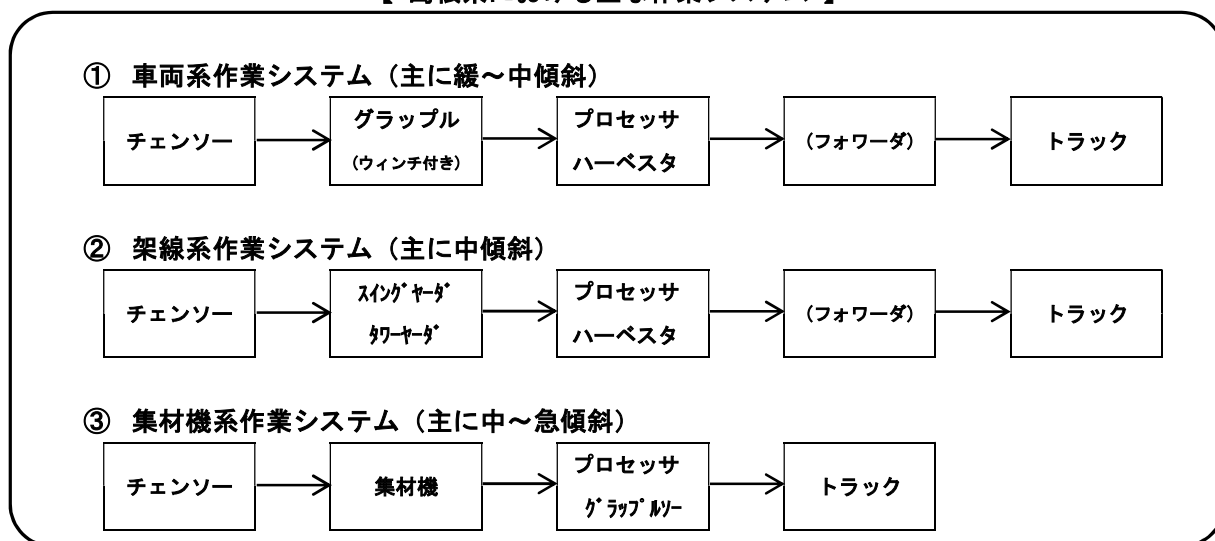 ① 車両系作業システム（主に緩～中傾斜）
チェンソー
グラップル
（ウィンチ付き）
プロセッサ
ハーベスタ
（フォワーダ）
トラック
② 架線系作業システム（主に中傾斜）
チェンソー
ｽｲﾝｸﾞﾔｰﾀﾞ
ﾀﾜｰﾔｰﾀﾞ
プロセッサ
ハーベスタ
（フォワーダ）
トラック
③ 集材機系作業システム（主に中～急傾斜）
チェンソー
集材機
プロセッサ
ｸﾞﾗｯﾌﾟﾙｿｰ
トラック